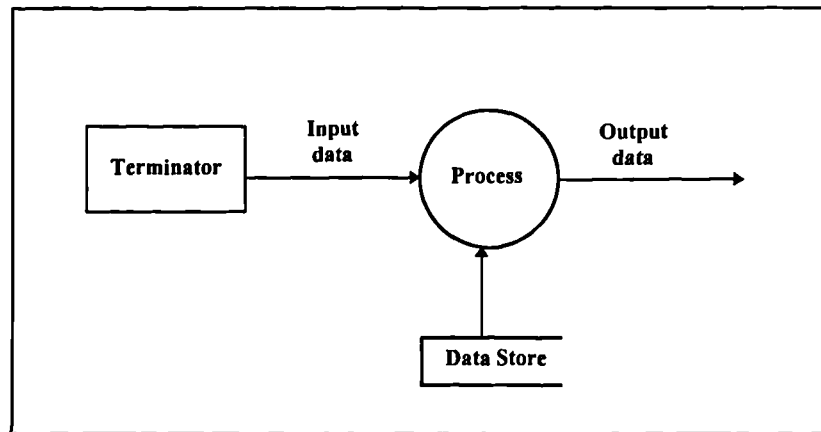 Terminator
Input
data
Process
Output
data
Data Store